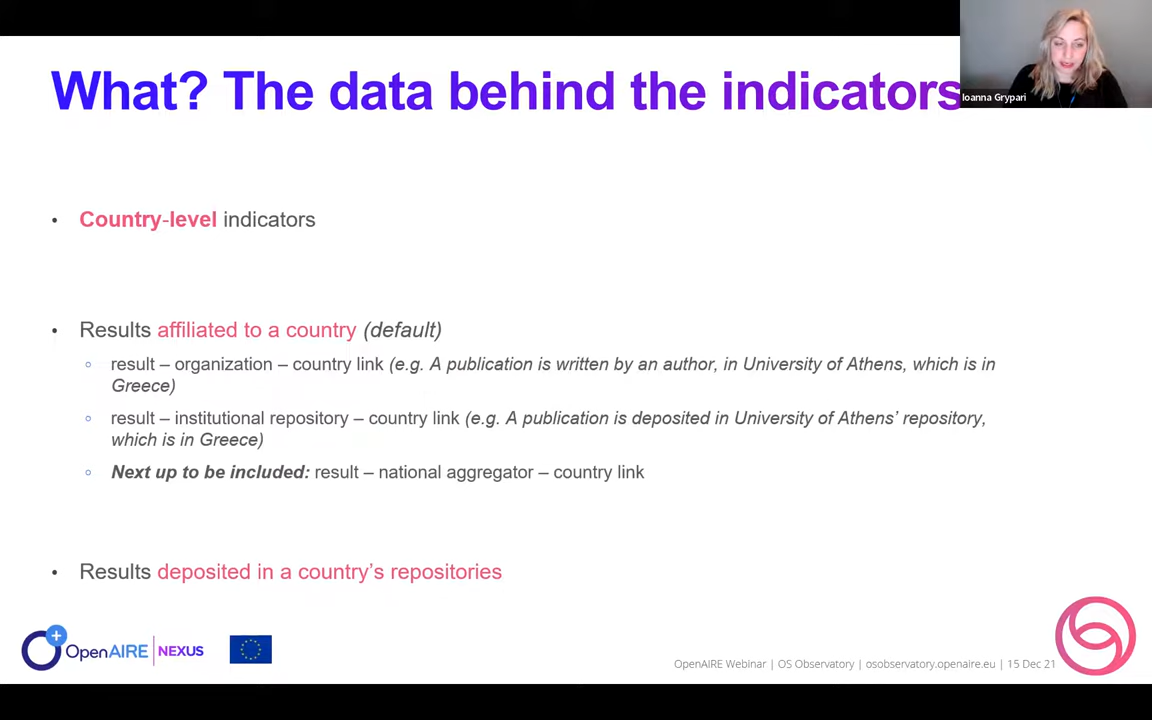 What? The data behind the indicators
Ioanna Grypari
• Country-level indicators
• Results affiliated to a country (default)
result – organization – country link (e.g. A publication is written by an author, in University of Athens, which is in
Greece)
result – institutional repository – country link (e.g. A publication is deposited in University of Athens’ repository,
which is in Greece)
Next up to be included: result – national aggregator – country link
• Results deposited in a country’s repositories
OpenAIRE NEXUS
OpenAIRE Webinar | OS Observatory | osobservatory.openaire.eu | 15 Dec 21